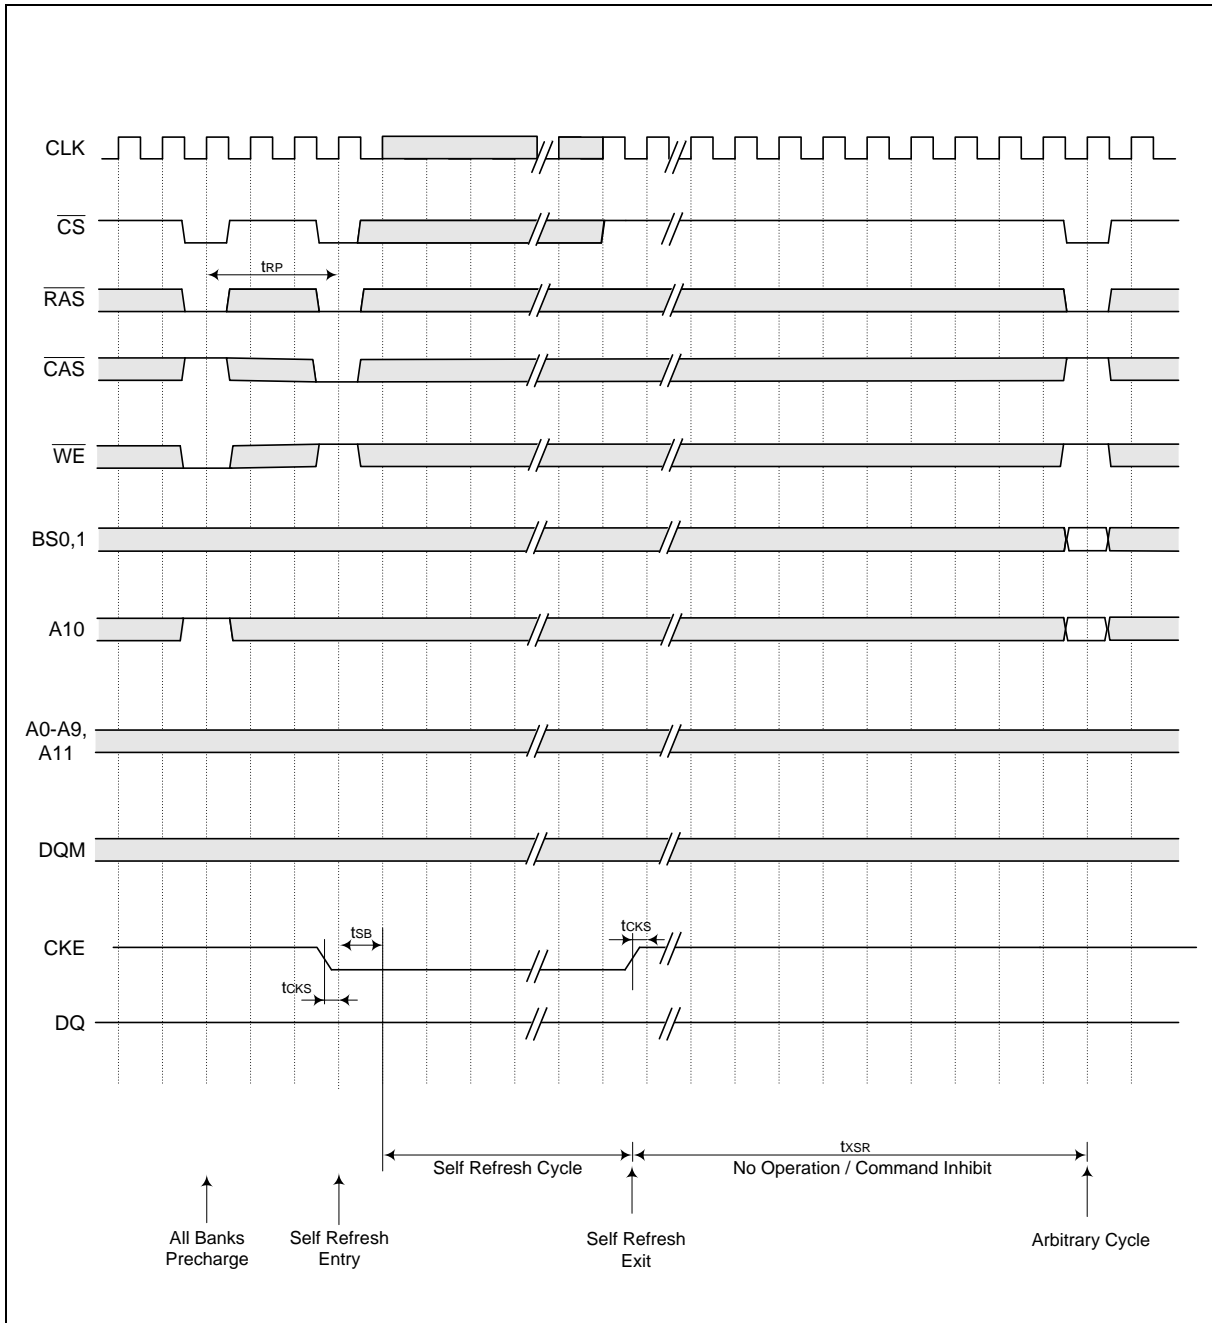 CLK
CS
tRP
RAS
CAS
WE
BS0,1
A10
A0-A9,
A11
DQM
tSB
tCKS
CKE
tCKS
DQ
tXSR
Self Refresh Cycle
No Operation / Command Inhibit
All Banks
Precharge
Self Refresh
Entry
Self Refresh
Exit
Arbitrary Cycle